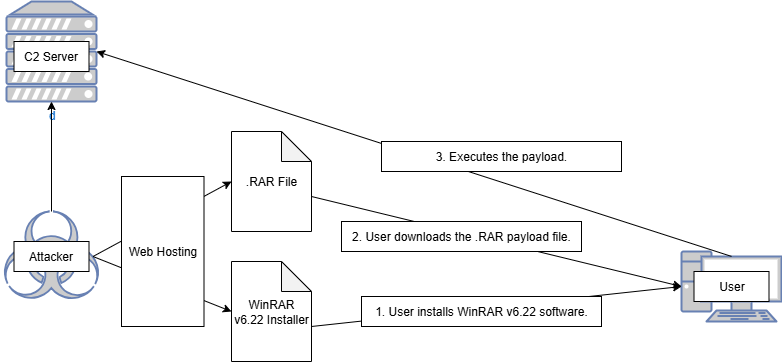 C2 Server
d
3. Executes the payload.
.RAR File
2. User downloads the .RAR payload file.
Web Hosting
Attacker
User
WinRAR
v6.22 Installer
1. User installs WinRAR v6.22 software.